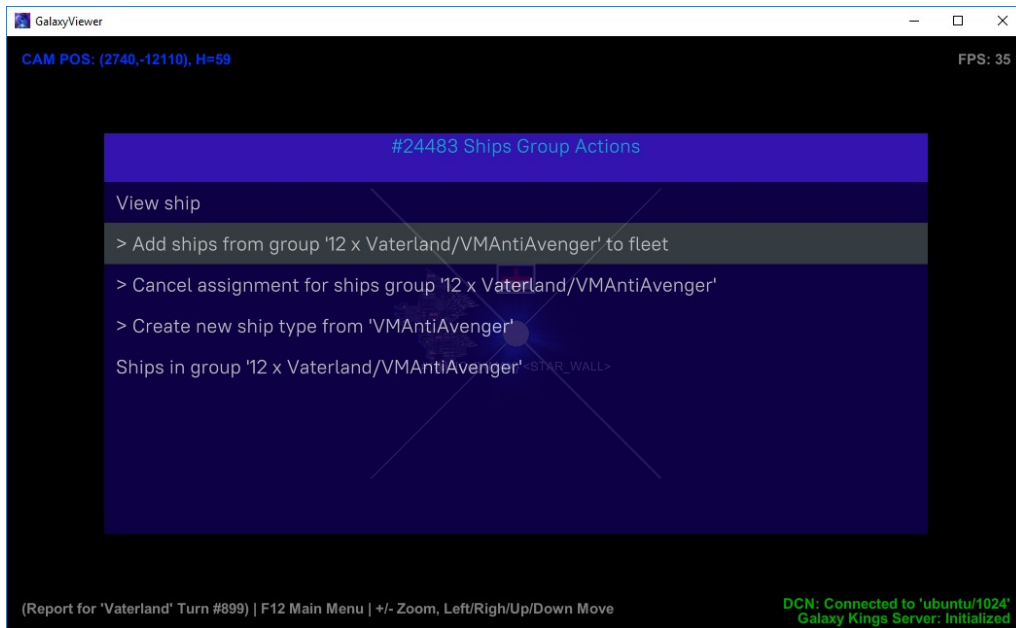 GalaxyViewer
CAM POS: (2740,-12110), H=59
FPS: 35
#24483 Ships Group Actions
View ship
> Add ships from group '12 x Vaterland/VMAntiAvenger' to fleet
> Cancel assignment for ships group '12 x Vaterland/VMAntiAvenger'
> Create new ship type from 'VMAntiAvenger'
Ships in group '12 x Vaterland/VMAntiAvenger'
<STAR_WALL>
(Report for 'Vaterland' Turn #899) | F12 Main Menu | +/- Zoom, Left/Righ/Up/Down Move
DCN: Connected to 'ubuntu/1024'
Galaxy Kings Server: Initialized